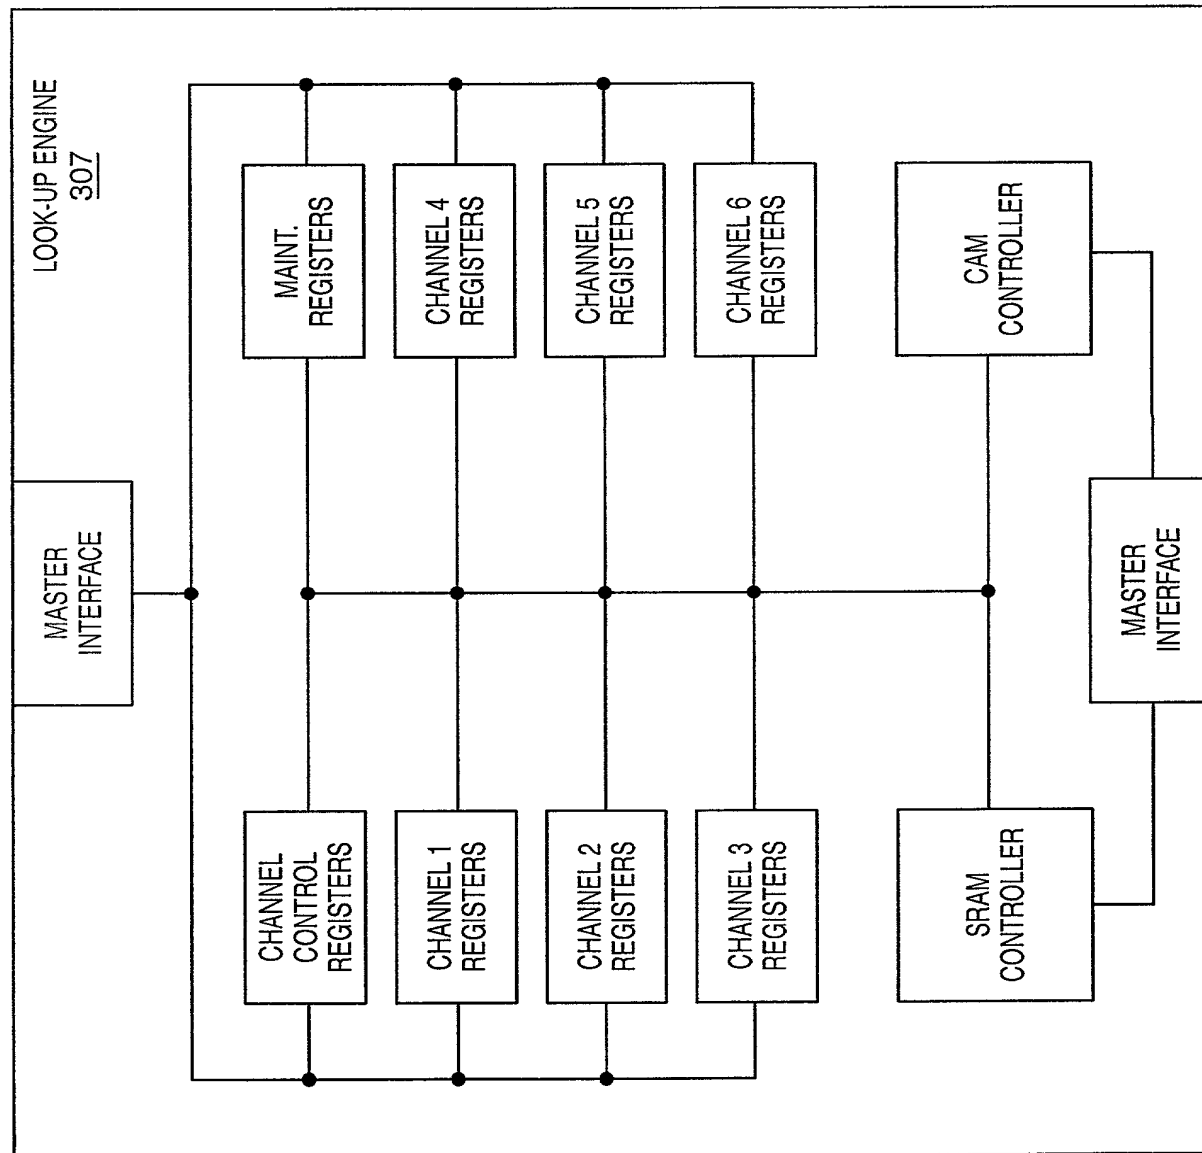 LOOK-UP ENGINE
307
MASTER
INTERFACE
CHANNEL
CONTROL
REGISTERS
MAINT.
REGISTERS
CHANNEL 1
REGISTERS
CHANNEL 4
REGISTERS
CHANNEL 2
REGISTERS
CHANNEL 5
REGISTERS
CHANNEL 3
REGISTERS
CHANNEL 6
REGISTERS
SRAM
CONTROLLER
CAM
CONTROLLER
MASTER
INTERFACE